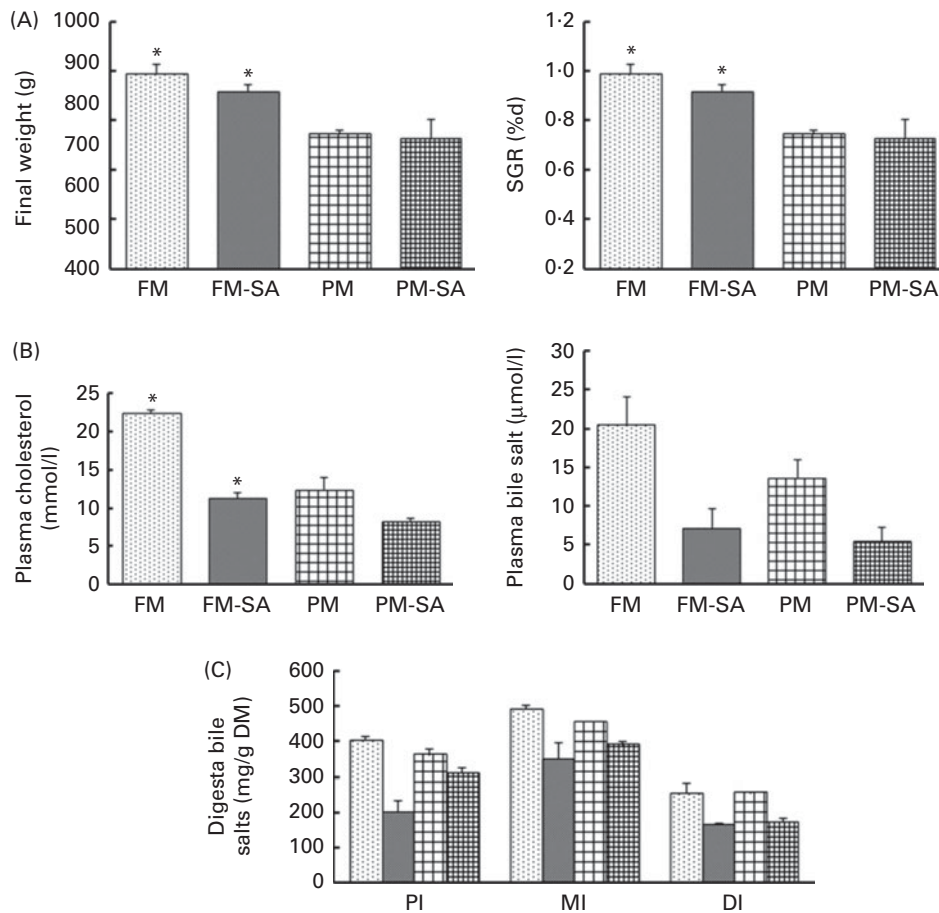 (A)
Final weight (g)
1000
900
800
700
600
500
400
*
*
FM
FM-SA
PM
PM-SA
SGR (%d)
1·2
1·0
0·8
0·6
0·4
0·2
*
*
FM
FM-SA
PM
PM-SA
(B)
Plasma cholesterol
(mmol/l)
25
20
15
10
5
0
*
*
FM
FM-SA
PM
PM-SA
Plasma bile salt (μmol/l)
30
25
20
15
10
5
0
FM
FM-SA
PM
PM-SA
(C)
Digesta bile
salts (mg/g DM)
600
500
400
300
200
100
0
PI
MI
DI